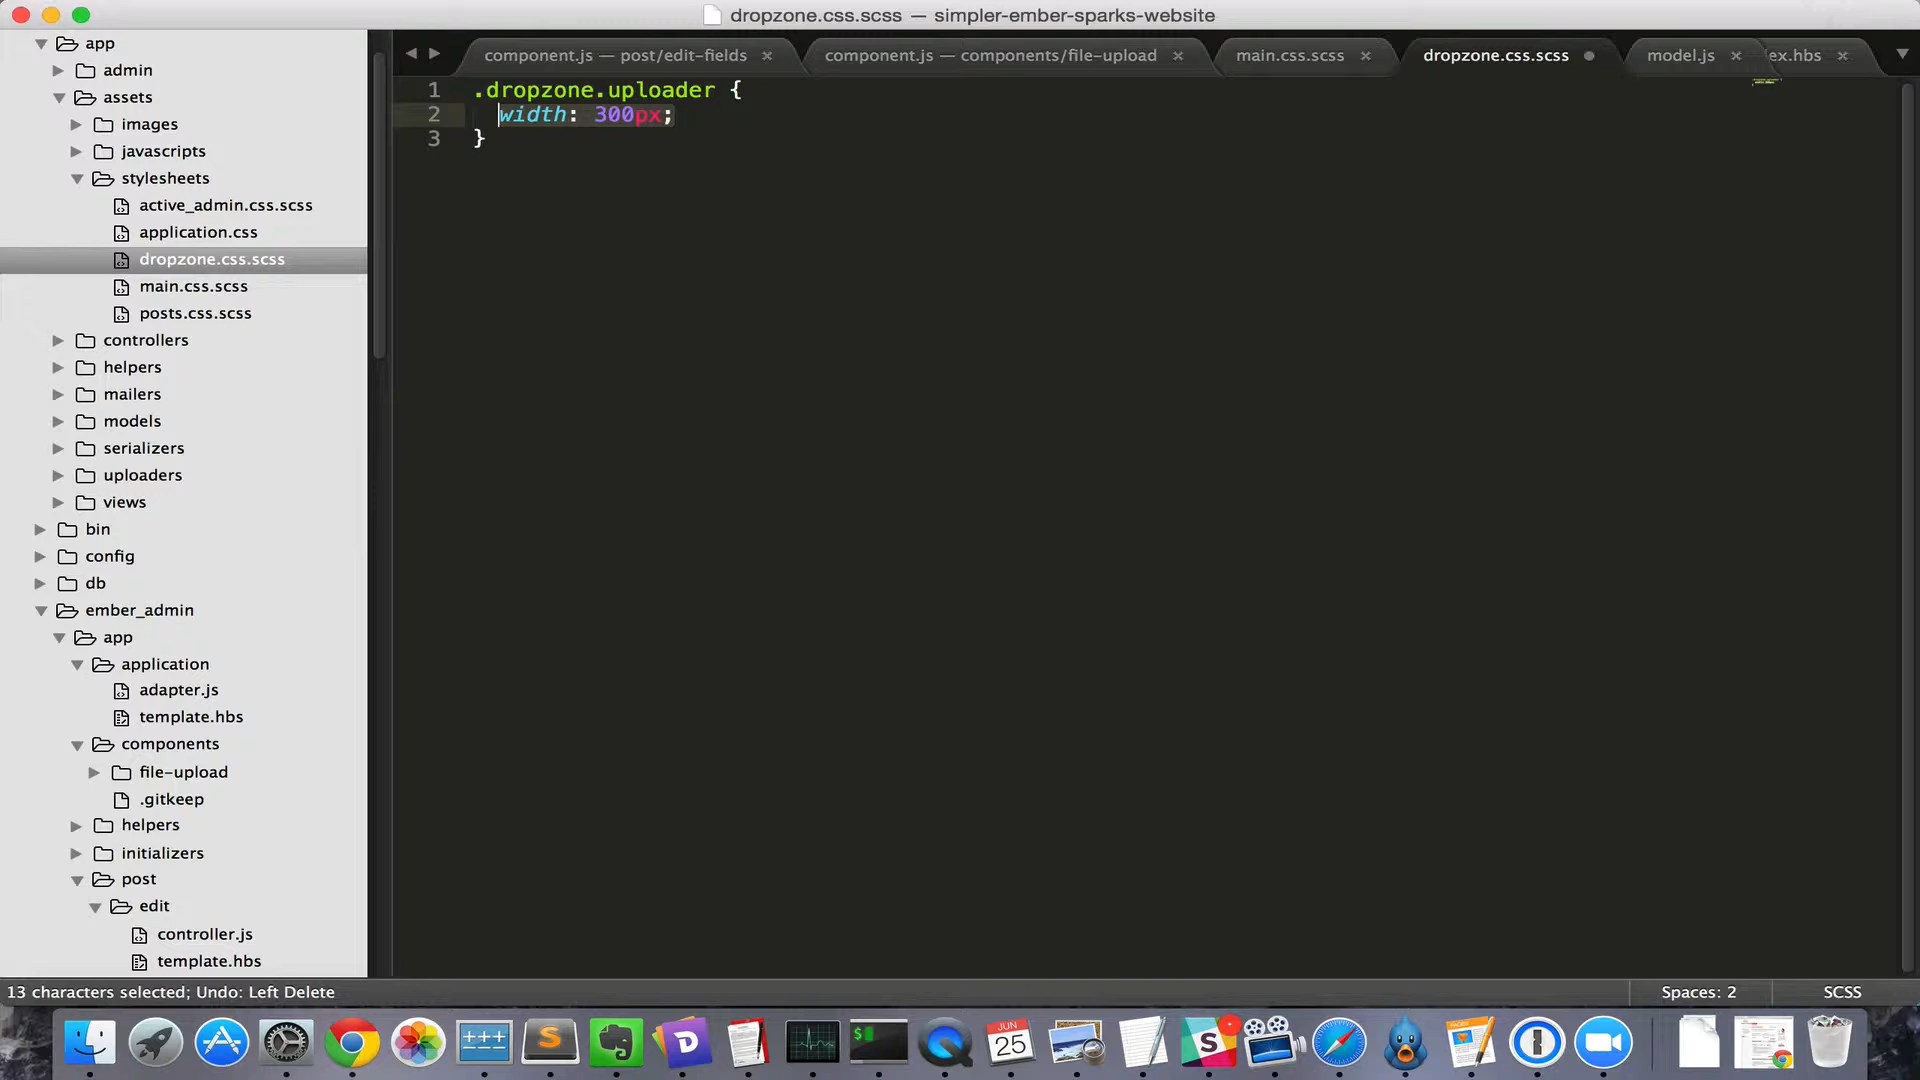 dropzone.css.scss — simpler-ember-sparks-website
component.js — post/edit-fields
component.js — components/file-upload
main.css.scss
dropzone.css.scss
model.js
ex.hbs
app
admin
assets
images
javascripts
stylesheets
active_admin.css.scss
application.css
dropzone.css.scss
main.css.scss
posts.css.scss
controllers
helpers
mailers
models
serializers
uploaders
views
bin
config
db
ember_admin
app
application
adapter.js
template.hbs
components
file-upload
.gitkeep
helpers
initializers
post
edit
controller.js
template.hbs
1 .dropzone.uploader {
2 width: 300px;
3 }
13 characters selected; Undo: Left Delete
Spaces: 2
SCSS
JUN
25